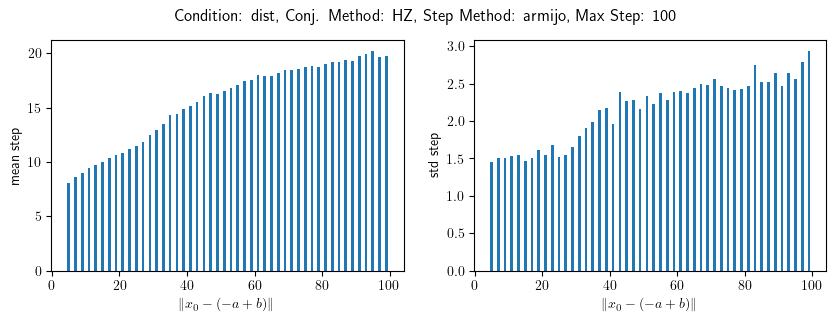 Condition: dist, Conj. Method: HZ, Step Method: armijo, Max Step: 100
mean step
20
15
10
5
0
0 20 40 60 80 100
∥x₀ − (−a + b)∥
std step
3.0
2.5
2.0
1.5
1.0
0.5
0.0
0 20 40 60 80 100
∥x₀ − (−a + b)∥